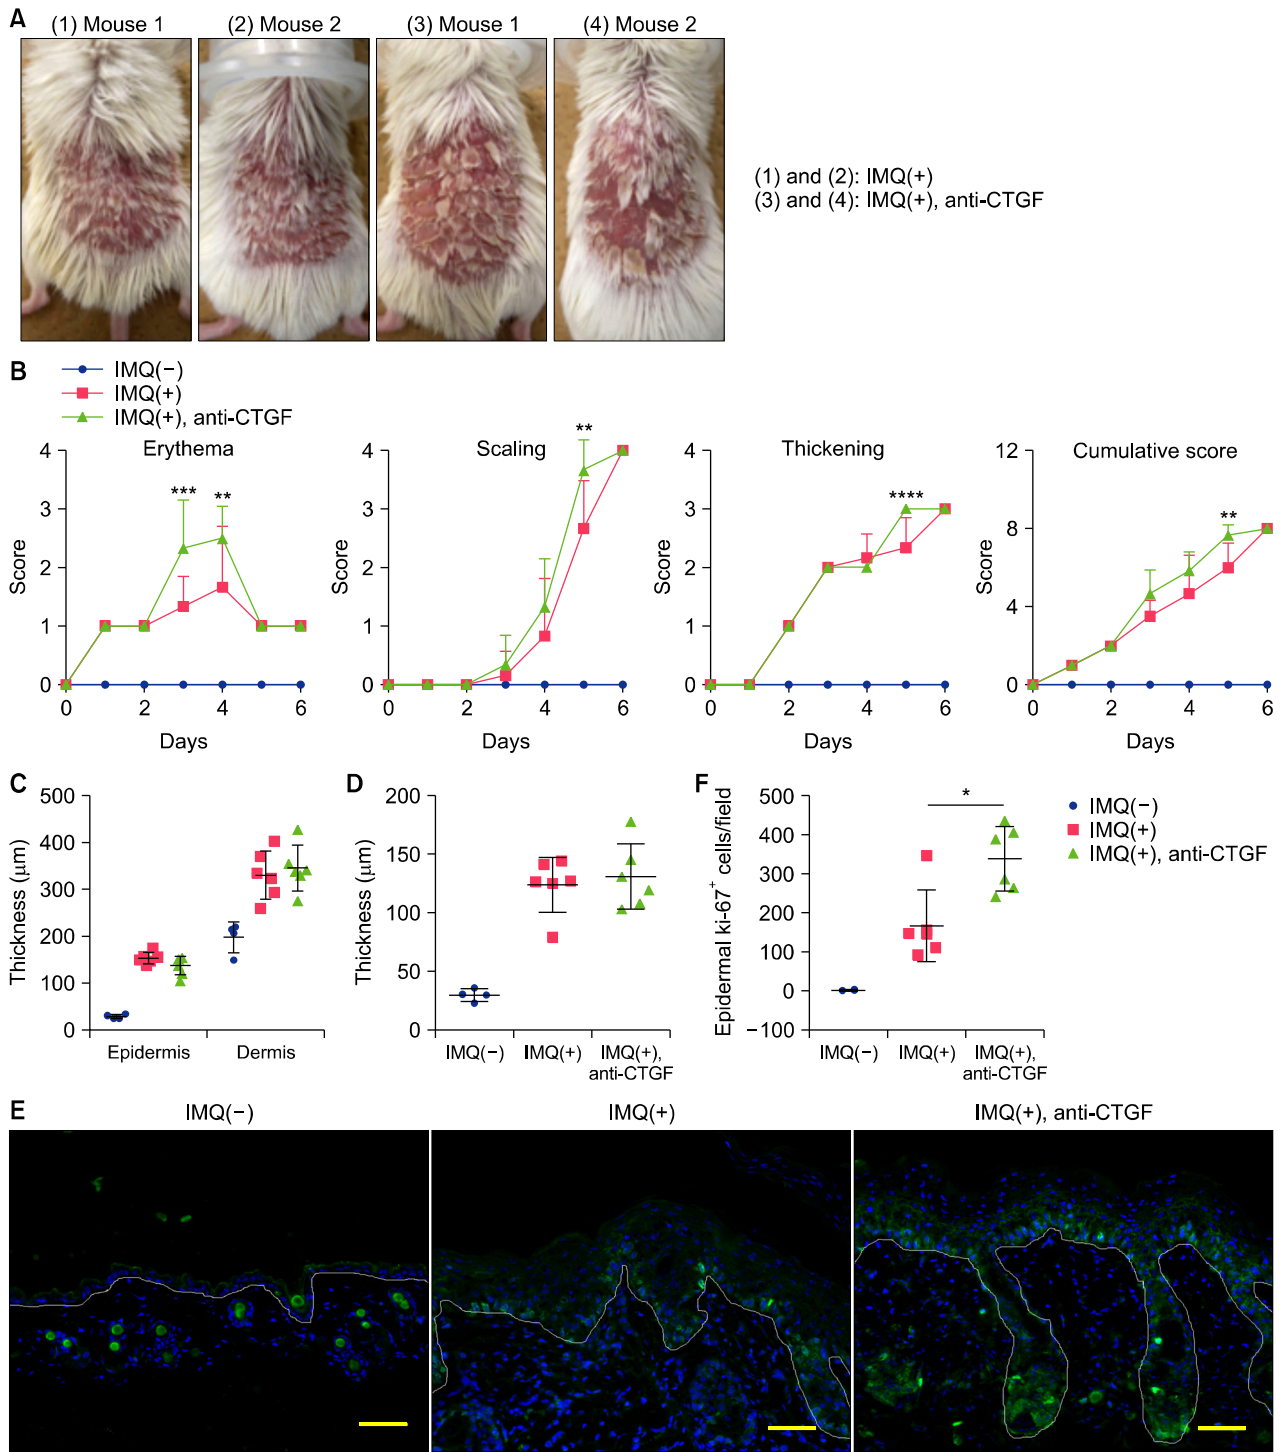 A
(1) Mouse 1
(2) Mouse 2
(3) Mouse 1
(4) Mouse 2
(1) and (2): IMQ(+)
(3) and (4): IMQ(+), anti-CTGF
B
IMQ(−)
IMQ(+)
IMQ(+), anti-CTGF
Erythema
4
3
2
1
0
Score
***
**
0 2 4 6
Days
Scaling
4
3
2
1
0
Score
**
0 2 4 6
Days
Thickening
4
3
2
1
0
Score
****
0 2 4 6
Days
Cumulative score
12
8
4
0
Score
**
0 2 4 6
Days
C
500
400
300
200
100
0
Thickness (μm)
Epidermis
Dermis
D
200
150
100
50
0
Thickness (μm)
IMQ(−)
IMQ(+)
IMQ(+),
anti-CTGF
F
500
400
300
200
100
0
−100
Epidermal ki-67⁺ cells/field
*
IMQ(−)
IMQ(+)
IMQ(+),
anti-CTGF
IMQ(−)
IMQ(+)
IMQ(+), anti-CTGF
E
IMQ(−)
IMQ(+)
IMQ(+), anti-CTGF